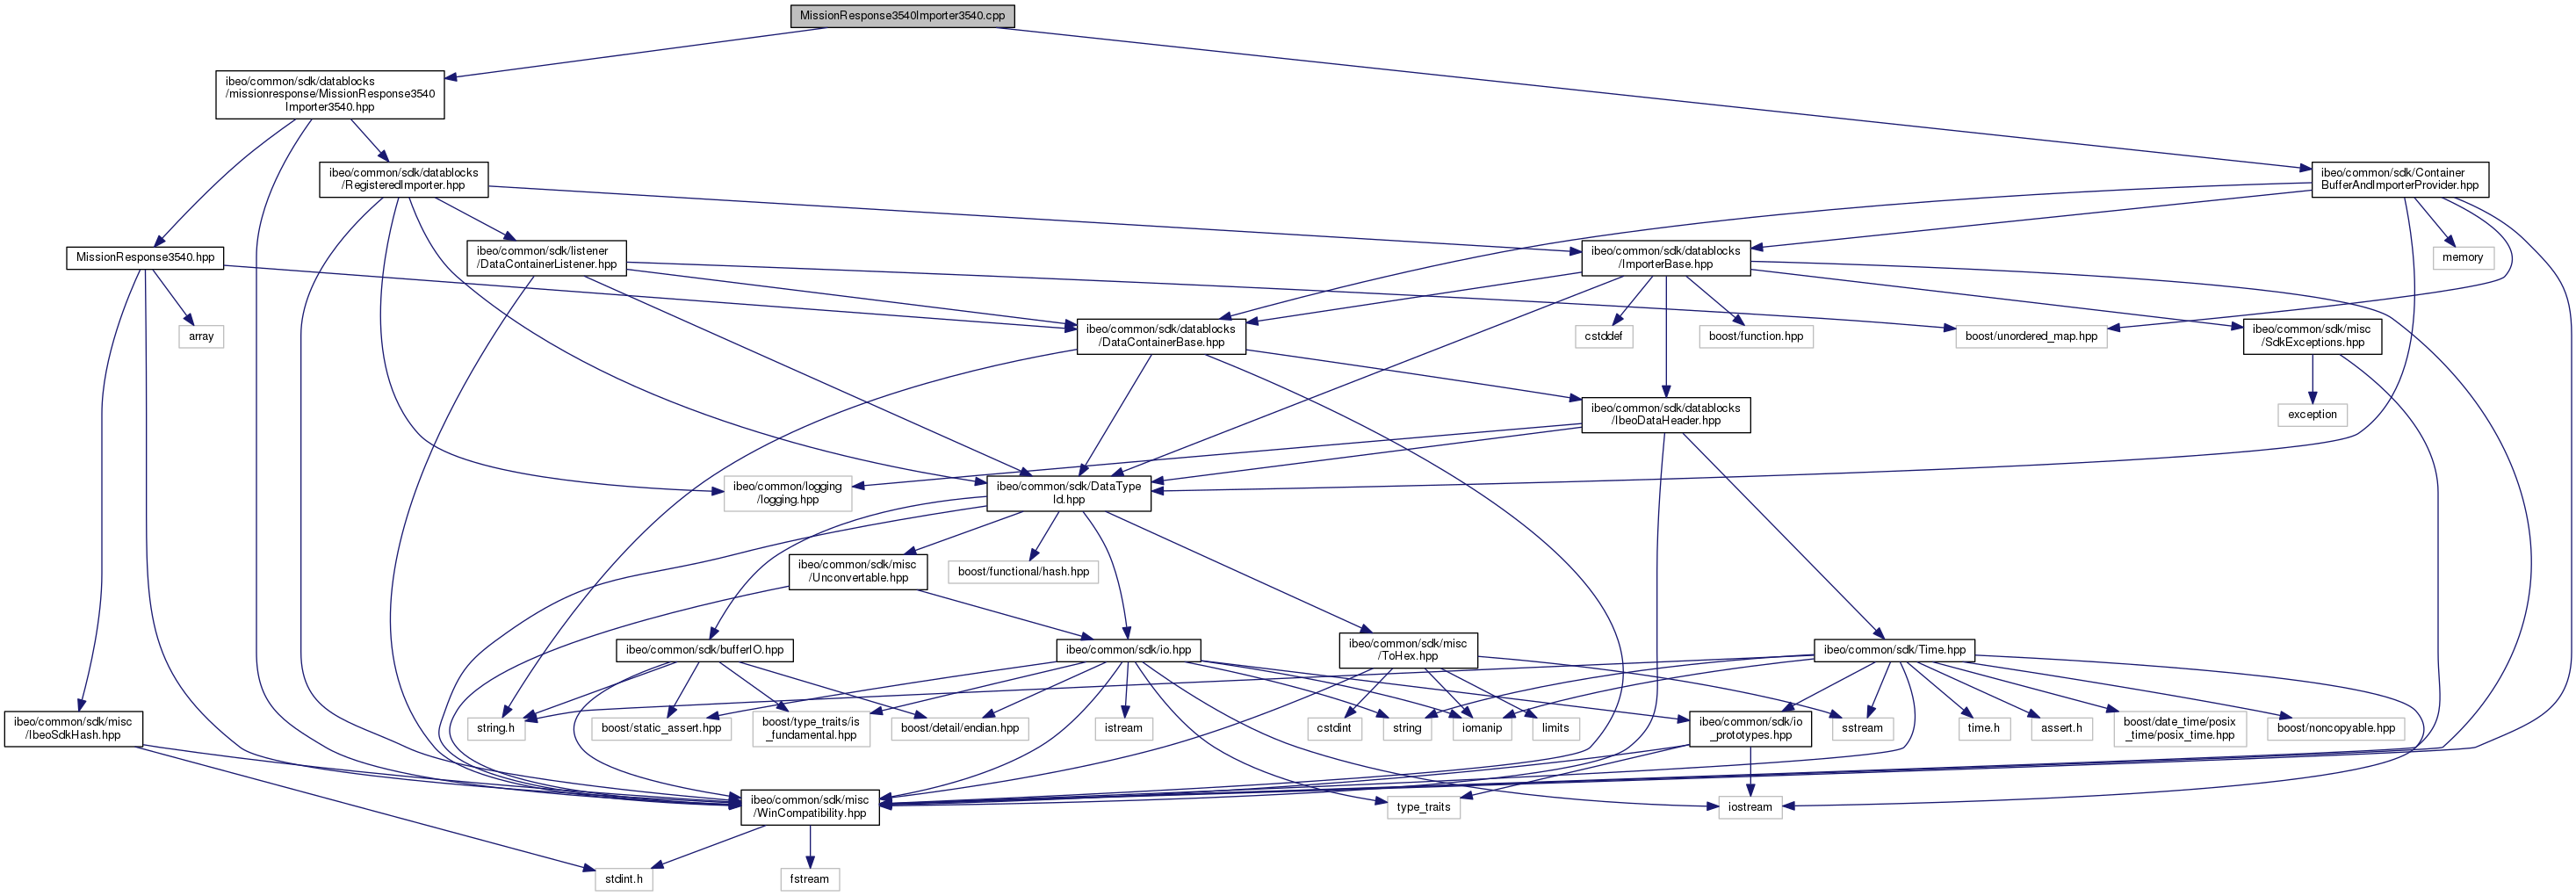 MissionResponse3540Importer3540.cpp
ibeo/common/sdk/datablocks
/missionresponse/MissionResponse3540
Importer3540.hpp
ibeo/common/sdk/datablocks
/RegisteredImporter.hpp
ibeo/common/sdk/Container
BufferAndImporterProvider.hpp
MissionResponse3540.hpp
ibeo/common/sdk/listener
/DataContainerListener.hpp
ibeo/common/sdk/datablocks
/ImporterBase.hpp
memory
array
ibeo/common/sdk/datablocks
/DataContainerBase.hpp
cstddef
boost/function.hpp
boost/unordered_map.hpp
ibeo/common/sdk/misc
/SdkExceptions.hpp
ibeo/common/sdk/datablocks
/IbeoDataHeader.hpp
exception
ibeo/common/logging
/logging.hpp
ibeo/common/sdk/DataType
Id.hpp
ibeo/common/sdk/misc
/Unconvertable.hpp
boost/functional/hash.hpp
ibeo/common/sdk/bufferIO.hpp
ibeo/common/sdk/io.hpp
ibeo/common/sdk/misc
/ToHex.hpp
ibeo/common/sdk/Time.hpp
ibeo/common/sdk/misc
/IbeoSdkHash.hpp
string.h
boost/static_assert.hpp
boost/type_traits/is
_fundamental.hpp
boost/detail/endian.hpp
istream
cstdint
string
iomanip
limits
ibeo/common/sdk/io
_prototypes.hpp
sstream
time.h
assert.h
boost/date_time/posix
_time/posix_time.hpp
boost/noncopyable.hpp
ibeo/common/sdk/misc
/WinCompatibility.hpp
type_traits
iostream
stdint.h
fstream